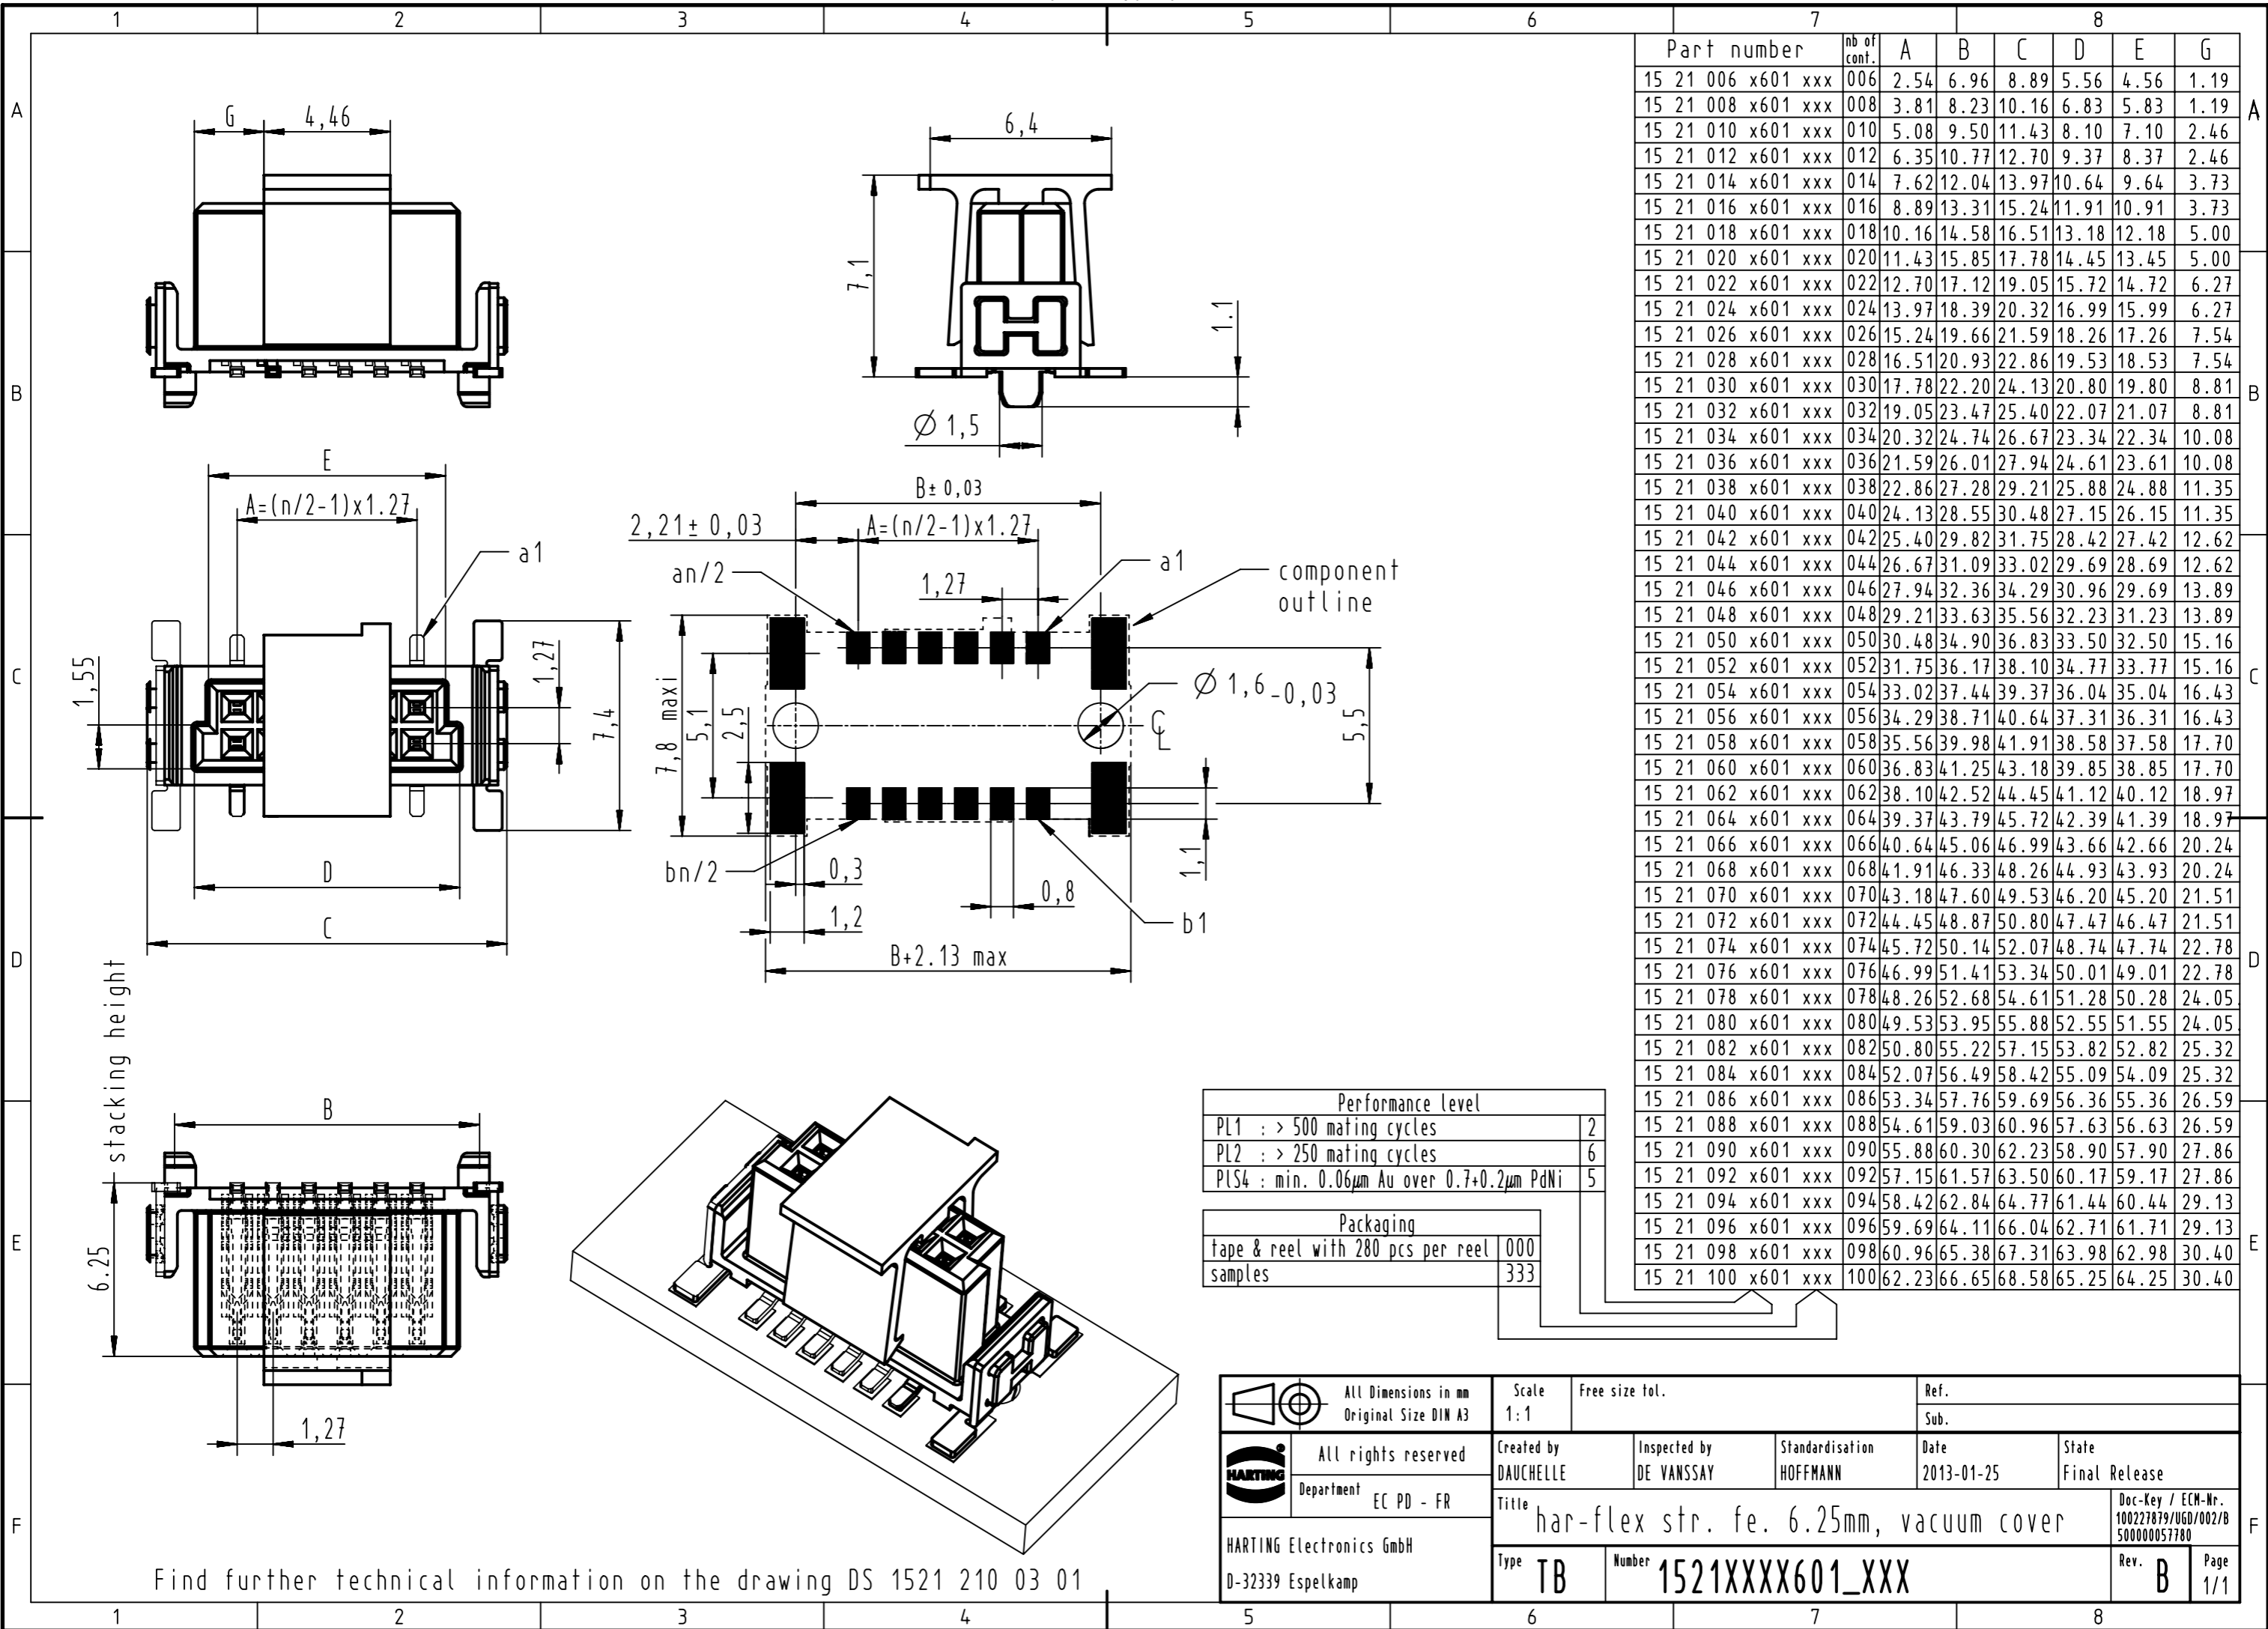 1 2 3 4 5 6 7 8
A
B
C
D
E
F
A
B
C
D
E
F
G
4,46
6,4
7,1
1.1
Ø 1,5
E
A=(n/2-1)x1.27
a1
1,55
1,27
7,4
D
C
B± 0,03
2,21± 0,03
A=(n/2-1)x1.27
an/2
1,27
a1
component
outline
7,8 maxi
5,1
2,5
Ø 1,6 -0,03
5,5
bn/2
0,3
1,2
0,8
1,1
b1
B+2.13 max
stacking height
B
6.25
1,27
Part number nb of cont. A B C D E G
15 21 006 x601 xxx 006 2.54 6.96 8.89 5.56 4.56 1.19
15 21 008 x601 xxx 008 3.81 8.23 10.16 6.83 5.83 1.19
15 21 010 x601 xxx 010 5.08 9.50 11.43 8.10 7.10 2.46
15 21 012 x601 xxx 012 6.35 10.77 12.70 9.37 8.37 2.46
15 21 014 x601 xxx 014 7.62 12.04 13.97 10.64 9.64 3.73
15 21 016 x601 xxx 016 8.89 13.31 15.24 11.91 10.91 3.73
15 21 018 x601 xxx 018 10.16 14.58 16.51 13.18 12.18 5.00
15 21 020 x601 xxx 020 11.43 15.85 17.78 14.45 13.45 5.00
15 21 022 x601 xxx 022 12.70 17.12 19.05 15.72 14.72 6.27
15 21 024 x601 xxx 024 13.97 18.39 20.32 16.99 15.99 6.27
15 21 026 x601 xxx 026 15.24 19.66 21.59 18.26 17.26 7.54
15 21 028 x601 xxx 028 16.51 20.93 22.86 19.53 18.53 7.54
15 21 030 x601 xxx 030 17.78 22.20 24.13 20.80 19.80 8.81
15 21 032 x601 xxx 032 19.05 23.47 25.40 22.07 21.07 8.81
15 21 034 x601 xxx 034 20.32 24.74 26.67 23.34 22.34 10.08
15 21 036 x601 xxx 036 21.59 26.01 27.94 24.61 23.61 10.08
15 21 038 x601 xxx 038 22.86 27.28 29.21 25.88 24.88 11.35
15 21 040 x601 xxx 040 24.13 28.55 30.48 27.15 26.15 11.35
15 21 042 x601 xxx 042 25.40 29.82 31.75 28.42 27.42 12.62
15 21 044 x601 xxx 044 26.67 31.09 33.02 29.69 28.69 12.62
15 21 046 x601 xxx 046 27.94 32.36 34.29 30.96 29.69 13.89
15 21 048 x601 xxx 048 29.21 33.63 35.56 32.23 31.23 13.89
15 21 050 x601 xxx 050 30.48 34.90 36.83 33.50 32.50 15.16
15 21 052 x601 xxx 052 31.75 36.17 38.10 34.77 33.77 15.16
15 21 054 x601 xxx 054 33.02 37.44 39.37 36.04 35.04 16.43
15 21 056 x601 xxx 056 34.29 38.71 40.64 37.31 36.31 16.43
15 21 058 x601 xxx 058 35.56 39.98 41.91 38.58 37.58 17.70
15 21 060 x601 xxx 060 36.83 41.25 43.18 39.85 38.85 17.70
15 21 062 x601 xxx 062 38.10 42.52 44.45 41.12 40.12 18.97
15 21 064 x601 xxx 064 39.37 43.79 45.72 42.39 41.39 18.97
15 21 066 x601 xxx 066 40.64 45.06 46.99 43.66 42.66 20.24
15 21 068 x601 xxx 068 41.91 46.33 48.26 44.93 43.93 20.24
15 21 070 x601 xxx 070 43.18 47.60 49.53 46.20 45.20 21.51
15 21 072 x601 xxx 072 44.45 48.87 50.80 47.47 46.47 21.51
15 21 074 x601 xxx 074 45.72 50.14 52.07 48.74 47.74 22.78
15 21 076 x601 xxx 076 46.99 51.41 53.34 50.01 49.01 22.78
15 21 078 x601 xxx 078 48.26 52.68 54.61 51.28 50.28 24.05
15 21 080 x601 xxx 080 49.53 53.95 55.88 52.55 51.55 24.05
15 21 082 x601 xxx 082 50.80 55.22 57.15 53.82 52.82 25.32
15 21 084 x601 xxx 084 52.07 56.49 58.42 55.09 54.09 25.32
15 21 086 x601 xxx 086 53.34 57.76 59.69 56.36 55.36 26.59
15 21 088 x601 xxx 088 54.61 59.03 60.96 57.63 56.63 26.59
15 21 090 x601 xxx 090 55.88 60.30 62.23 58.90 57.90 27.86
15 21 092 x601 xxx 092 57.15 61.57 63.50 60.17 59.17 27.86
15 21 094 x601 xxx 094 58.42 62.84 64.77 61.44 60.44 29.13
15 21 096 x601 xxx 096 59.69 64.11 66.04 62.71 61.71 29.13
15 21 098 x601 xxx 098 60.96 65.38 67.31 63.98 62.98 30.40
15 21 100 x601 xxx 100 62.23 66.65 68.58 65.25 64.25 30.40
Performance level
PL1 : > 500 mating cycles 2
PL2 : > 250 mating cycles 6
PlS4 : min. 0.06µm Au over 0.7+0.2µm PdNi 5
Packaging
tape & reel with 280 pcs per reel 000
samples 333
All Dimensions in mm
Original Size DIN A3
Scale
1:1
Free size tol.
Ref.
Sub.
HARTING
All rights reserved
Department EC PD - FR
HARTING Electronics GmbH
D-32339 Espelkamp
Created by
DAUCHELLE
Inspected by
DE VANSSAY
Standardisation
HOFFMANN
Date
2013-01-25
State
Final Release
Title har-flex str. fe. 6.25mm, vacuum cover
Doc-Key / ECM-Nr.
100227879/UGD/002/B
500000057780
Type TB
Number 1521XXXX601_XXX
Rev. B
Page
1/1
Find further technical information on the drawing DS 1521 210 03 01
1 2 3 4 5 6 7 8